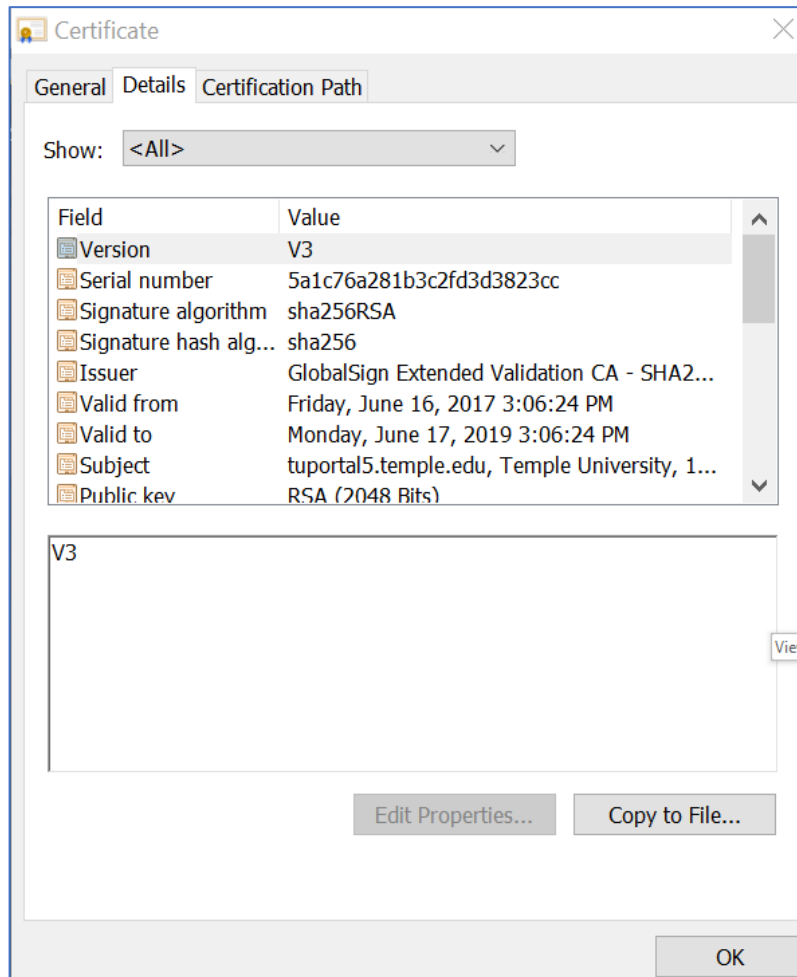 Certificate
General Details Certification Path
Show: <All>
Field Value
Version V3
Serial number 5a1c76a281b3c2fd3d3823cc
Signature algorithm sha256RSA
Signature hash alg... sha256
Issuer GlobalSign Extended Validation CA - SHA2...
Valid from Friday, June 16, 2017 3:06:24 PM
Valid to Monday, June 17, 2019 3:06:24 PM
Subject tuportal5.temple.edu, Temple University, 1...
Public key RSA (2048 Bits)
V3
Vie
Edit Properties... Copy to File...
OK